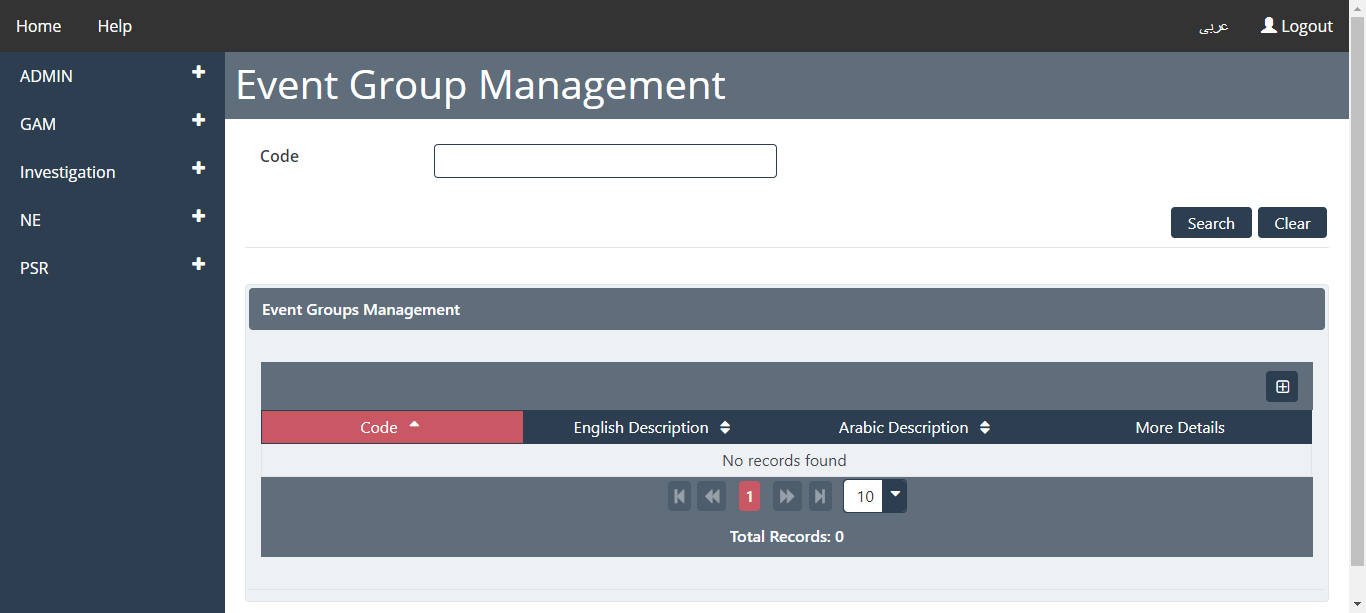 Home Help عربى Logout
ADMIN
GAM
Investigation
NE
PSR
Event Group Management
Code
Search Clear
Event Groups Management
Code English Description Arabic Description More Details
No records found
1 10
Total Records: 0